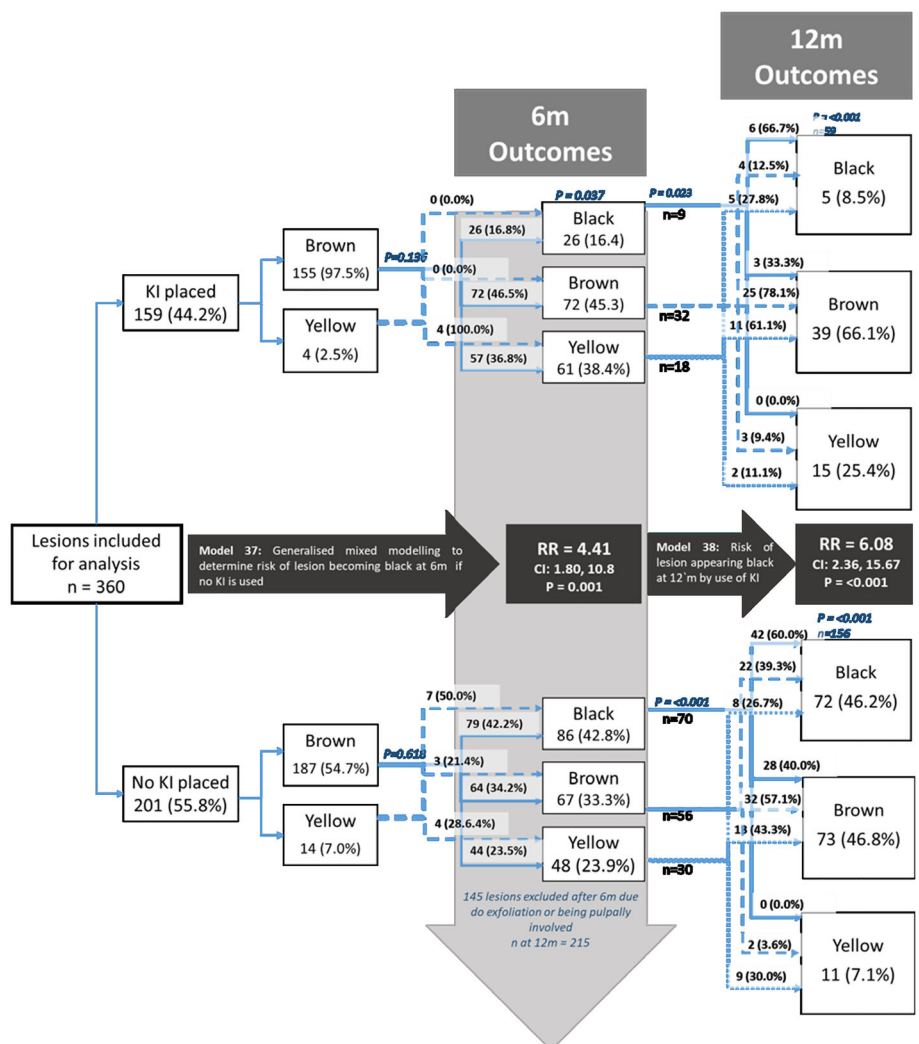 12m
Outcomes
6m
Outcomes
P = <0.001
n=59
6 (66.7%)
4 (12.5%)
5 (27.8%)
Black
5 (8.5%)
3 (33.3%)
25 (78.1%)
11 (61.1%)
Brown
39 (66.1%)
0 (0.0%)
3 (9.4%)
2 (11.1%)
Yellow
15 (25.4%)
P = 0.037
P = 0.023
n=9
n=32
n=18
0 (0.0%)
26 (16.8%)
Black
26 (16.4)
P=0.136
0 (0.0%)
72 (46.5%)
Brown
72 (45.3)
4 (100.0%)
57 (36.8%)
Yellow
61 (38.4%)
Brown
155 (97.5%)
Yellow
4 (2.5%)
KI placed
159 (44.2%)
Lesions included
for analysis
n = 360
Model 37: Generalised mixed modelling to
determine risk of lesion becoming black at 6m if
no KI is used
RR = 4.41
CI: 1.80, 10.8
P = 0.001
Model 38: Risk of
lesion appearing black
at 12`m by use of KI
RR = 6.08
CI: 2.36, 15.67
P = <0.001
No KI placed
201 (55.8%)
Brown
187 (54.7%)
Yellow
14 (7.0%)
P=0.618
7 (50.0%)
79 (42.2%)
3 (21.4%)
64 (34.2%)
4 (28.6.4%)
44 (23.5%)
Black
86 (42.8%)
Brown
67 (33.3%)
Yellow
48 (23.9%)
145 lesions excluded after 6m due
do exfoliation or being pulpally
involved
n at 12m = 215
P = <0.001
n=70
n=56
n=30
P = <0.001
n=156
42 (60.0%)
22 (39.3%)
8 (26.7%)
Black
72 (46.2%)
28 (40.0%)
32 (57.1%)
13 (43.3%)
Brown
73 (46.8%)
0 (0.0%)
2 (3.6%)
9 (30.0%)
Yellow
11 (7.1%)